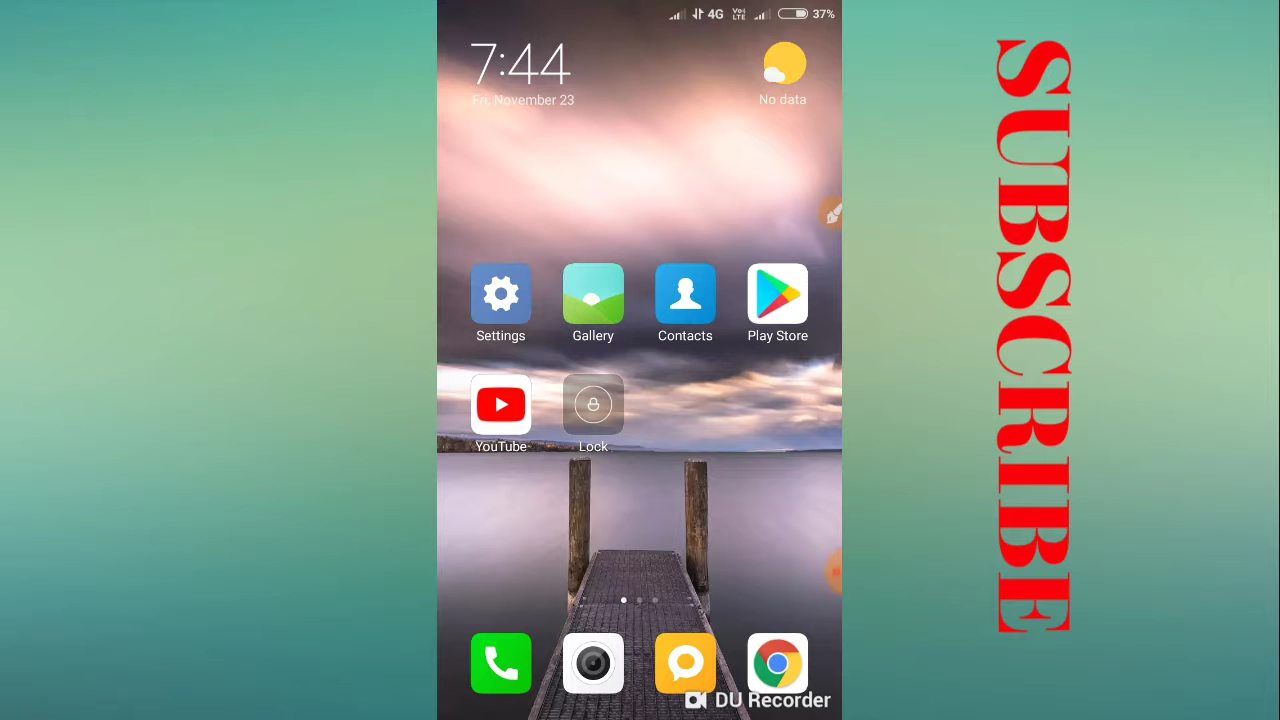 4G VoLTE 37%
7:44
Fri, November 23
No data
Settings Gallery Contacts Play Store
YouTube Lock
DU Recorder
SUBSCRIBE